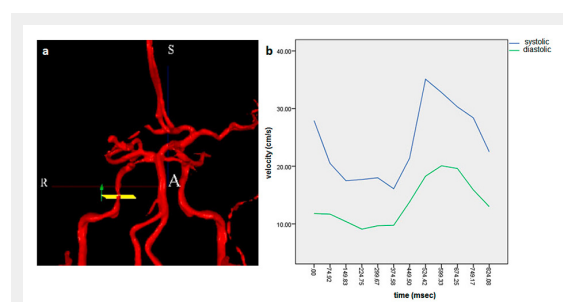 a
S
R
A
b
systolic
diastolic
velocity (cm/s)
40.00
30.00
20.00
10.00
.00
74.92
149.83
224.75
299.67
374.58
449.50
524.42
599.33
674.25
749.17
824.08
time (msec)